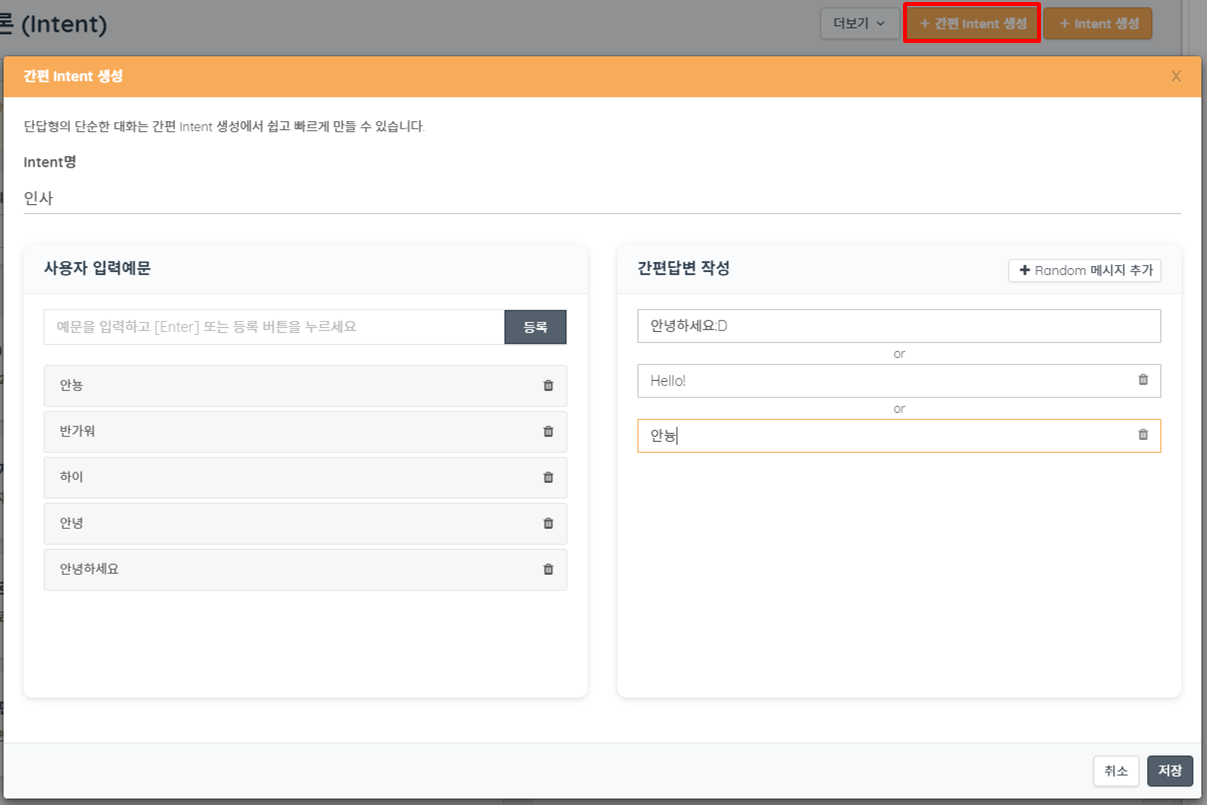 론 (Intent)
더보기
+ 간편 Intent 생성
+ Intent 생성
간편 Intent 생성
X
단답형의 단순한 대화는 간편 Intent 생성에서 쉽고 빠르게 만들 수 있습니다.
Intent명
인사
사용자 입력예문
예문을 입력하고 [Enter] 또는 등록 버튼을 누르세요
등록
안뇽
반가워
하이
안녕
안녕하세요
간편답변 작성
+ Random 메시지 추가
안녕하세요:D
or
Hello!
or
안늉
취소
저장